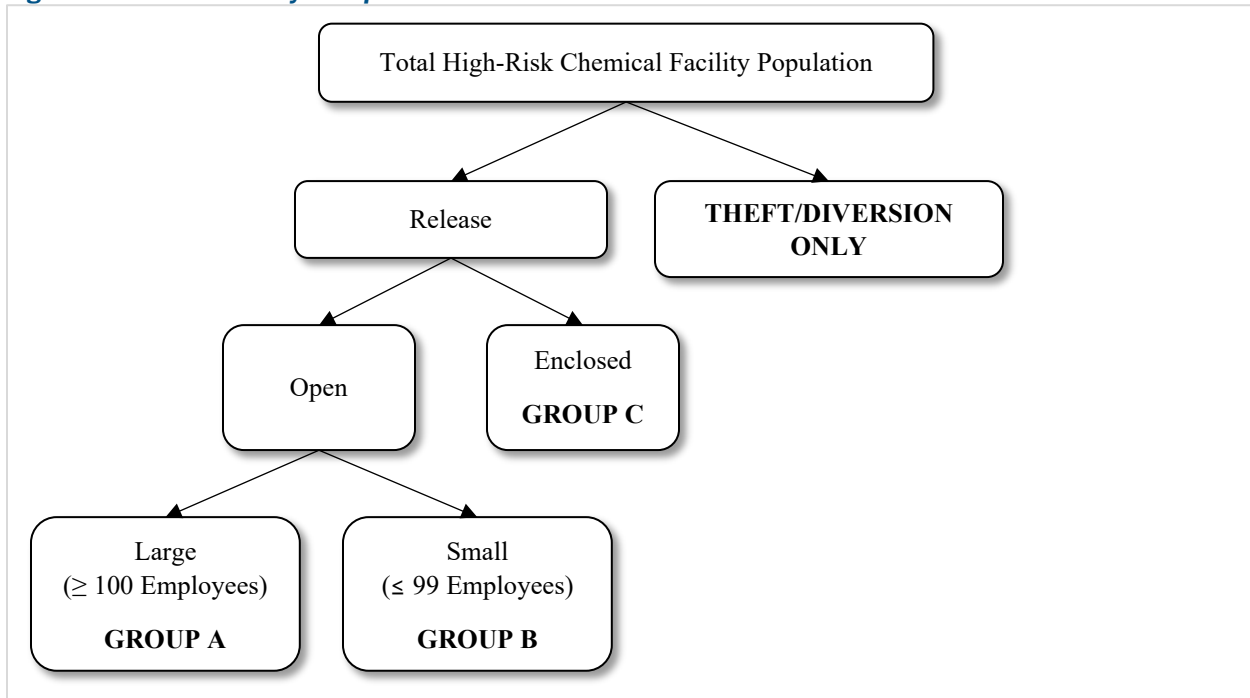 Total High-Risk Chemical Facility Population
Release
THEFT/DIVERSION
ONLY
Open
Enclosed
GROUP C
Large
(≥ 100 Employees)
GROUP A
Small
(≤ 99 Employees)
GROUP B